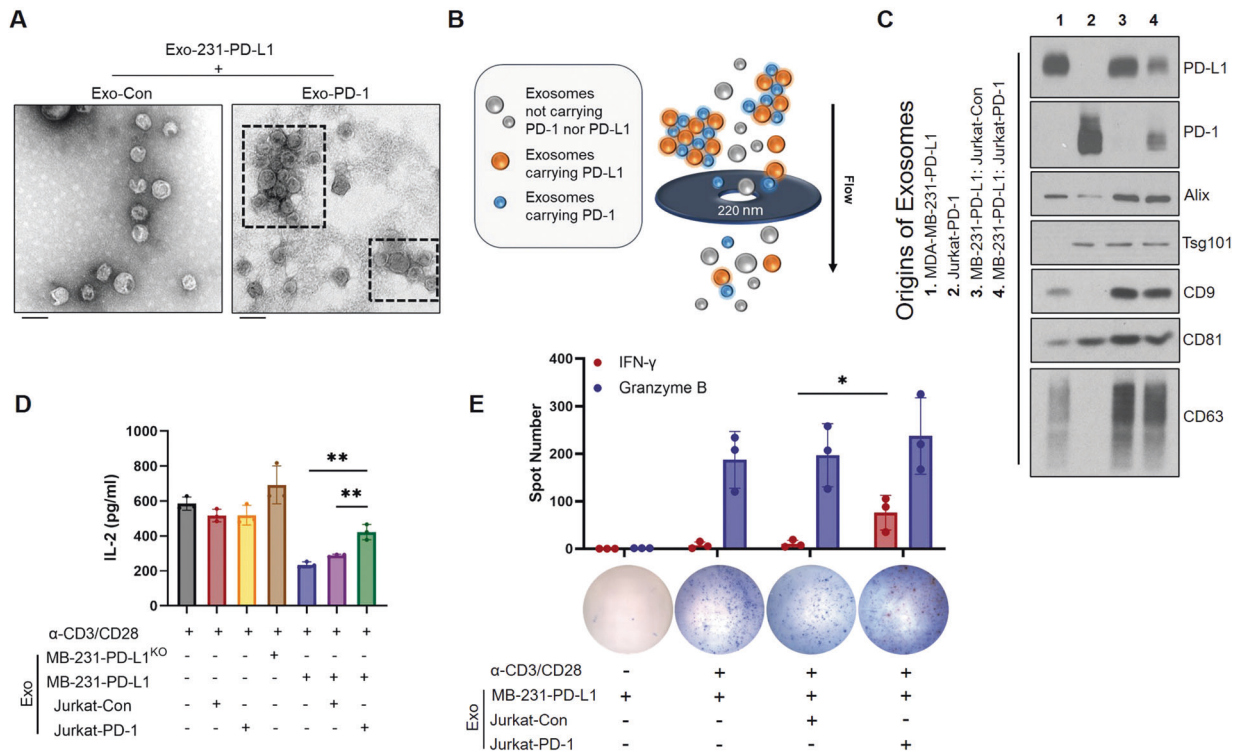 A
Exo-231-PD-L1
+
Exo-Con
Exo-PD-1
B
Exosomes
not carrying
PD-1 nor PD-L1
Exosomes
carrying PD-L1
Exosomes
carrying PD-1
220 nm
Flow
C
Origins of Exosomes
1. MDA-MB-231-PD-L1
2. Jurkat-PD-1
3. MB-231-PD-L1: Jurkat-Con
4. MB-231-PD-L1: Jurkat-PD-1
1 2 3 4
PD-L1
PD-1
Alix
Tsg101
CD9
CD81
CD63
D
IL-2 (pg/ml)
1000
800
600
400
200
0
**
**
α-CD3/CD28 + + + + + + +
Exo
MB-231-PD-L1KO - - - + - - -
MB-231-PD-L1 - - - - + + +
Jurkat-Con - + - - - + -
Jurkat-PD-1 - - + - - - +
E
Spot Number
400
300
200
100
0
IFN-γ
Granzyme B
*
α-CD3/CD28 - + + +
Exo
MB-231-PD-L1 + + + +
Jurkat-Con - - + -
Jurkat-PD-1 - - - +